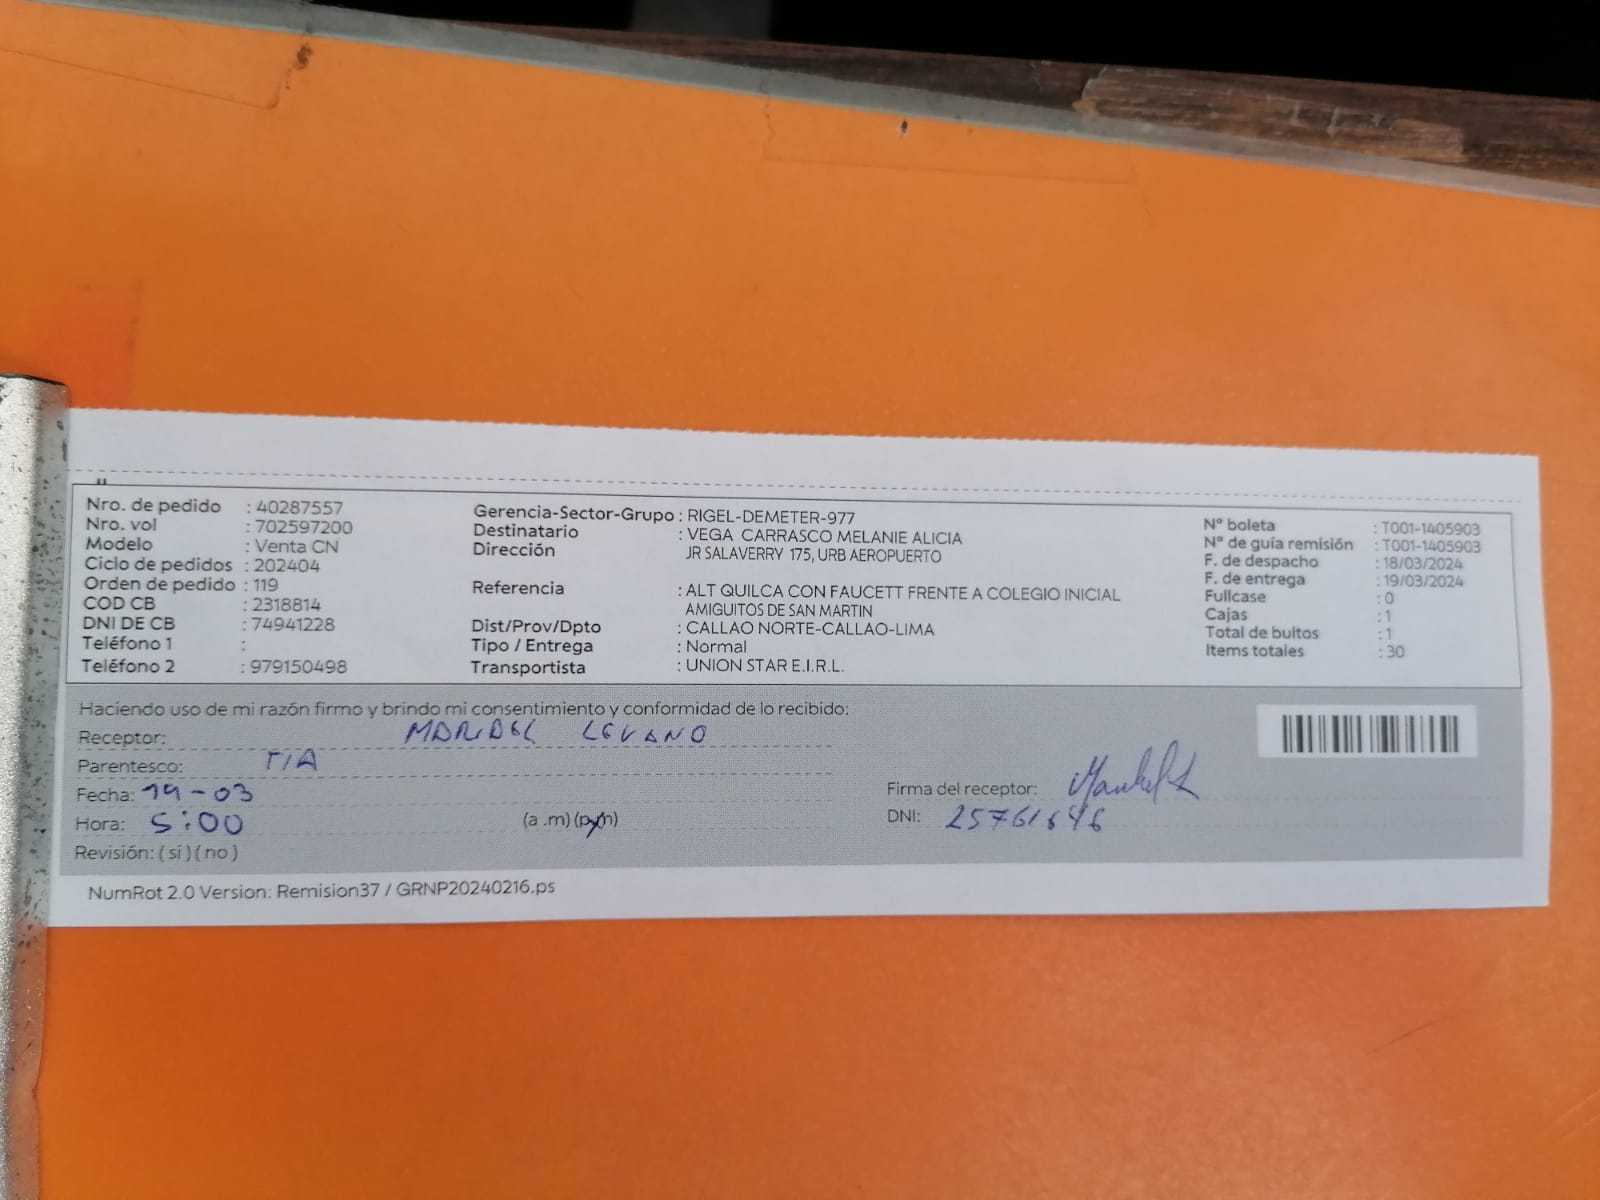 Nro. de pedido : 40287557
Nro. vol : 702597200
Modelo : Venta CN
Ciclo de pedidos : 202404
Orden de pedido : 119
COD CB : 2318814
DNI DE CB : 74941228
Teléfono 1 :
Teléfono 2 : 979150498
Gerencia-Sector-Grupo : RIGEL-DEMETER-977
Destinatario : VEGA CARRASCO MELANIE ALICIA
Dirección JR SALAVERRY 175, URB AEROPUERTO
Referencia : ALT QUILCA CON FAUCETT FRENTE A COLEGIO INICIAL
AMIGUITOS DE SAN MARTIN
Dist/Prov/Dpto : CALLAO NORTE-CALLAO-LIMA
Tipo / Entrega : Normal
Transportista : UNION STAR E.I.R.L.
N° boleta : T001-1405903
N° de guía remisión : T001-1405903
F. de despacho : 18/03/2024
F. de entrega : 19/03/2024
Fullcase : 0
Cajas : 1
Total de bultos : 1
Items totales : 30
Haciendo uso de mi razón firmo y brindo mi consentimiento y conformidad de lo recibido:
Receptor: MARIBEL LEVANO
Parentesco: TIA
Fecha: 19-03
Hora: 5:00 (a .m) (p.m)
Revisión: ( si ) ( no )
Firma del receptor:
DNI: 25761646
NumRot 2.0 Version: Remision37 / GRNP20240216.ps